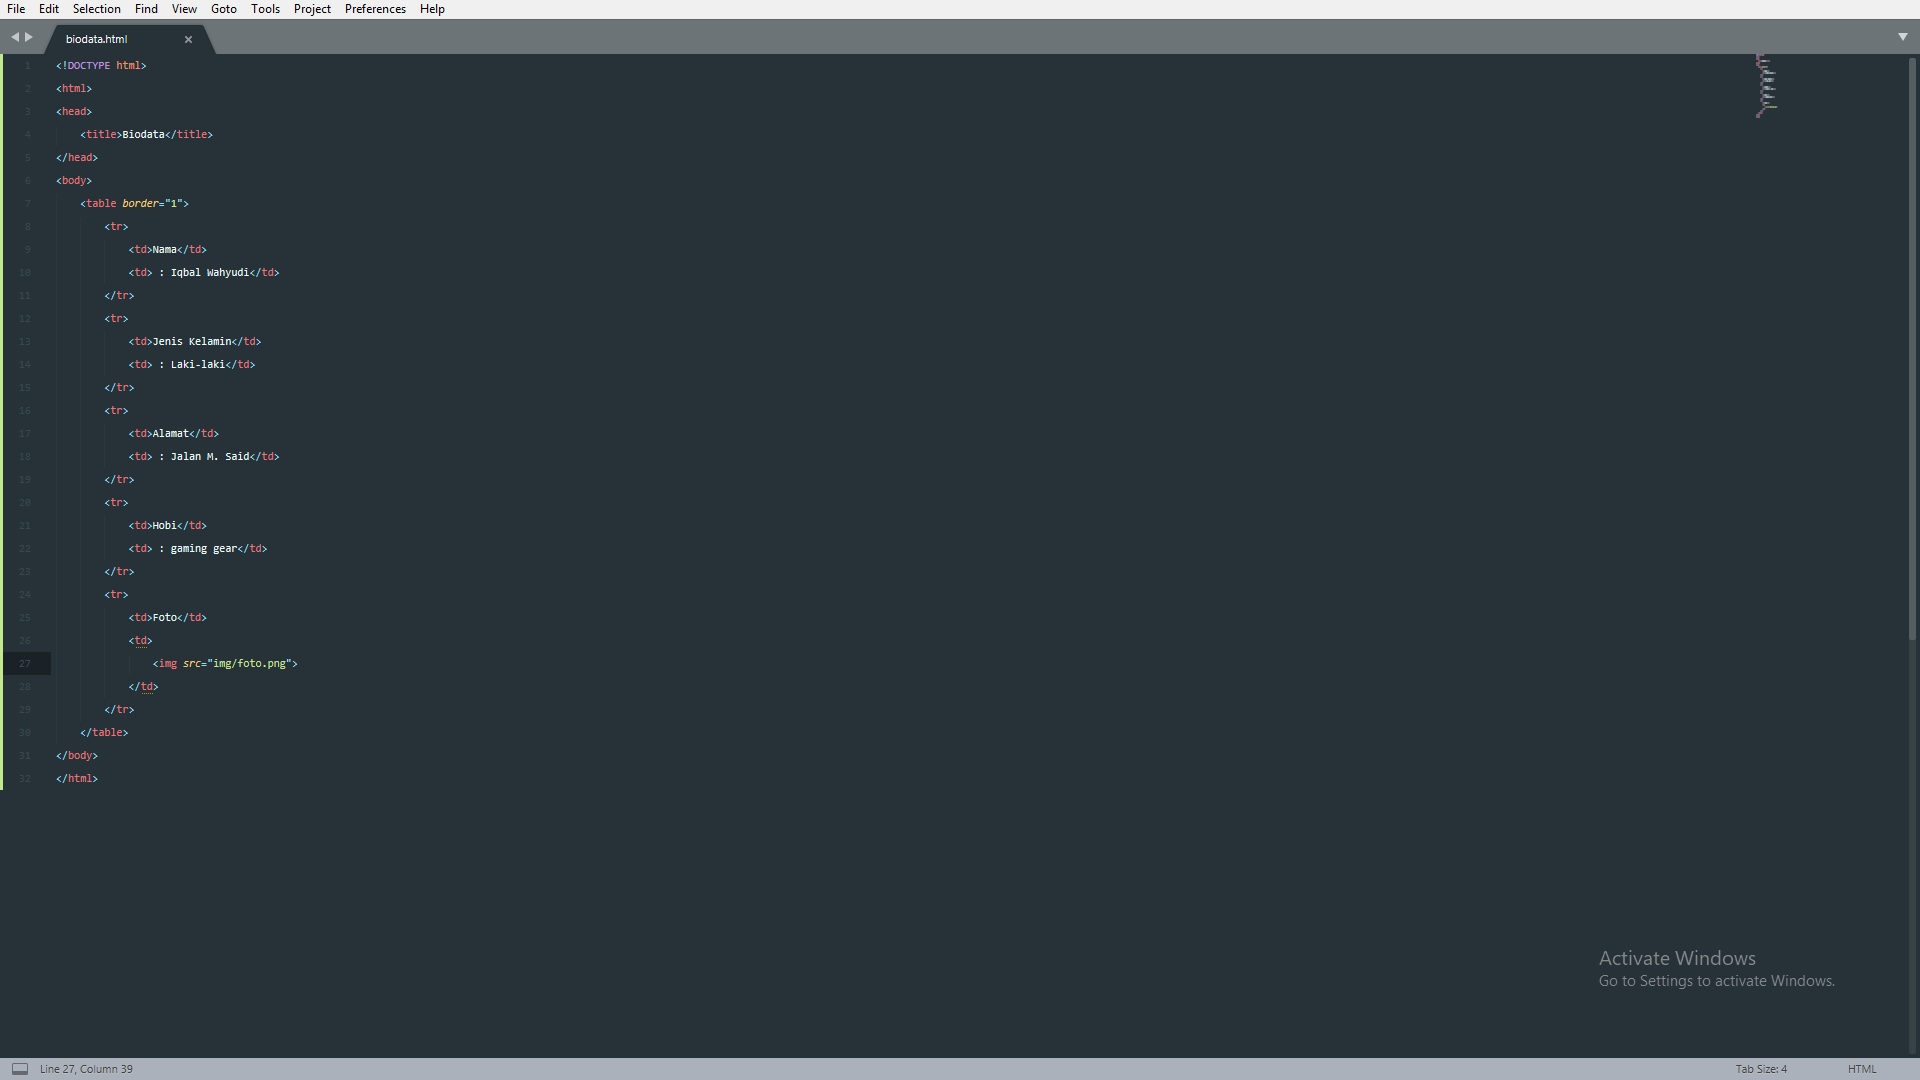 File Edit Selection Find View Goto Tools Project Preferences Help
biodata.html
1 <!DOCTYPE html>
2 <html>
3 <head>
4 <title>Biodata</title>
5 </head>
6 <body>
7 <table border="1">
8 <tr>
9 <td>Nama</td>
10 <td> : Iqbal Wahyudi</td>
11 </tr>
12 <tr>
13 <td>Jenis Kelamin</td>
14 <td> : Laki-laki</td>
15 </tr>
16 <tr>
17 <td>Alamat</td>
18 <td> : Jalan M. Said</td>
19 </tr>
20 <tr>
21 <td>Hobi</td>
22 <td> : gaming gear</td>
23 </tr>
24 <tr>
25 <td>Foto</td>
26 <td>
27 <img src="img/foto.png">
28 </td>
29 </tr>
30 </table>
31 </body>
32 </html>
Activate Windows
Go to Settings to activate Windows.
Line 27, Column 39 Tab Size: 4 HTML